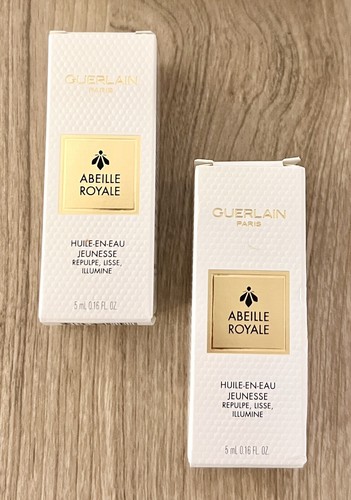 GUERLAIN
PARIS
ABEILLE
ROYALE
HUILE-EN-EAU
JEUNESSE
REPULPE, LISSE,
ILLUMINE
5 mL 0.16 FL. OZ.
GUERLAIN
PARIS
ABEILLE
ROYALE
HUILE-EN-EAU
JEUNESSE
REPULPE, LISSE,
ILLUMINE
5 mL 0.16 FL. OZ.